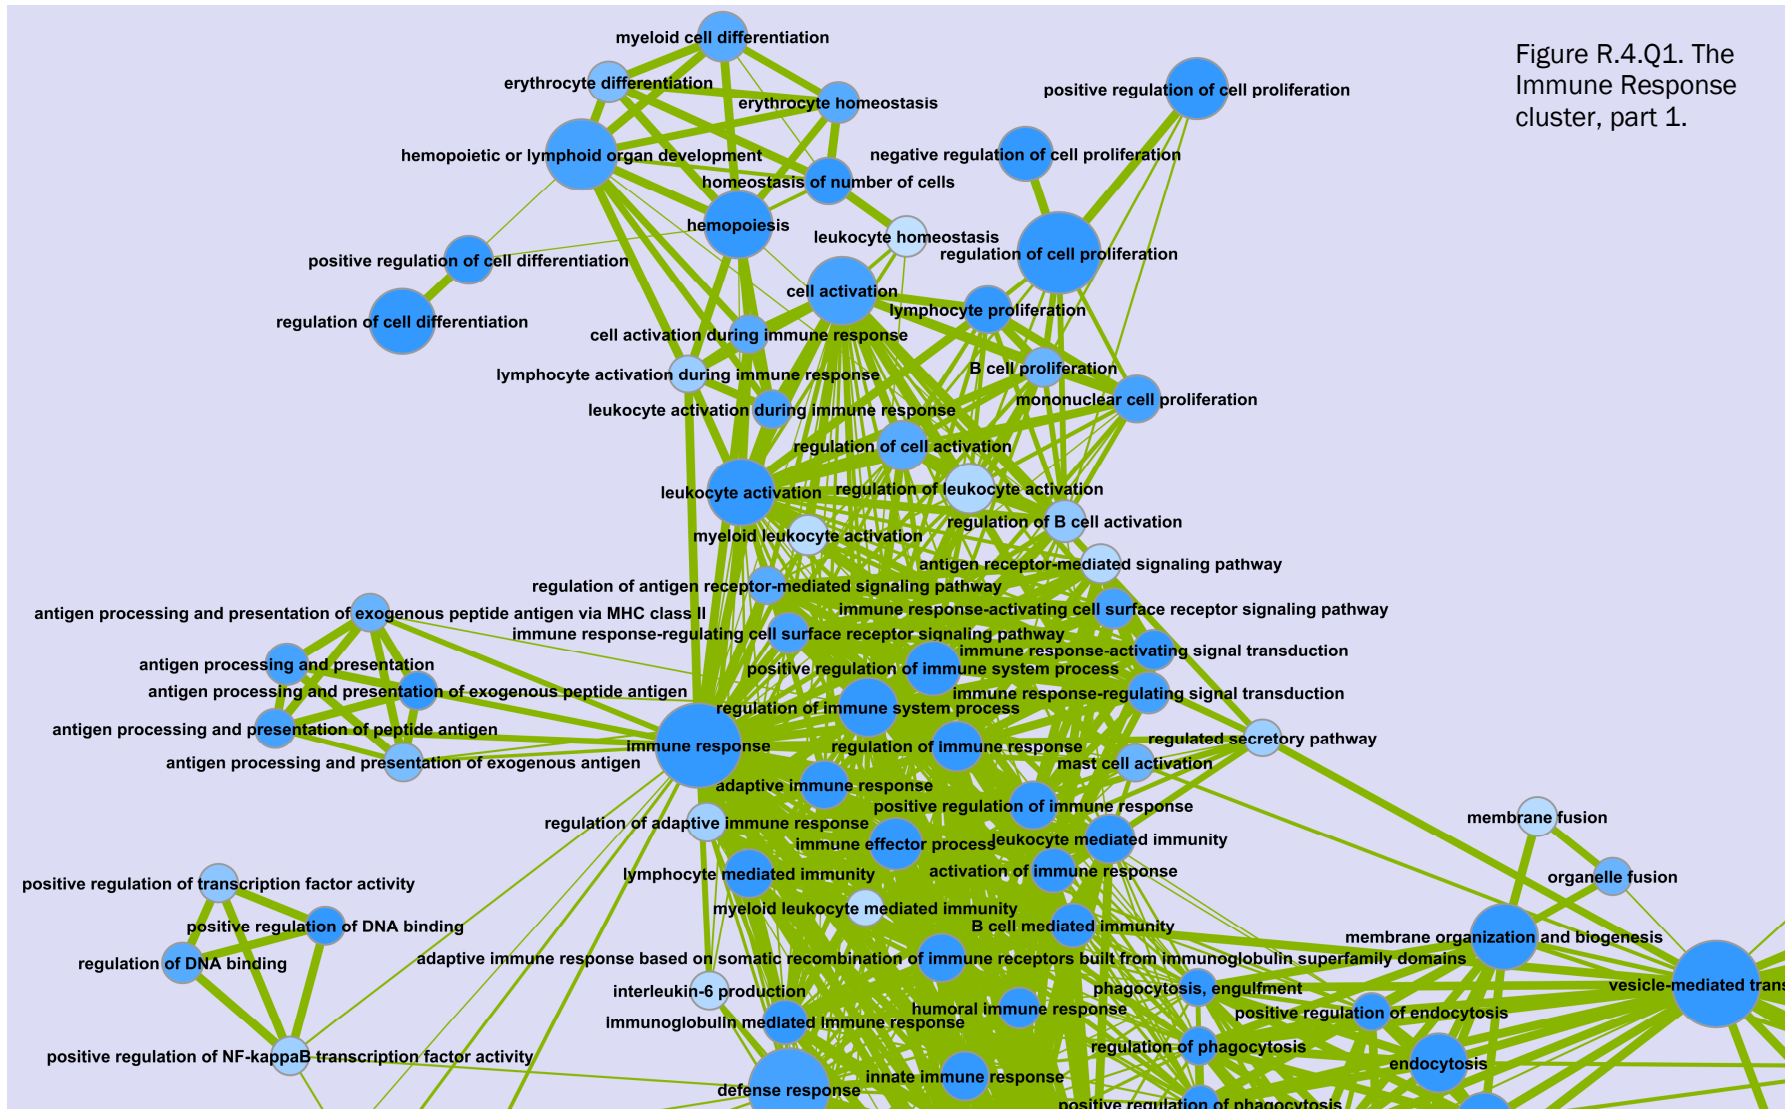 Figure R.4.Q1. The
Immune Response
cluster, part 1.
myeloid cell differentiation
erythrocyte differentiation
erythrocyte homeostasis
positive regulation of cell proliferation
hemopoietic or lymphoid organ development
negative regulation of cell proliferation
homeostasis of number of cells
hemopoiesis
leukocyte homeostasis
regulation of cell proliferation
positive regulation of cell differentiation
cell activation
lymphocyte proliferation
regulation of cell differentiation
cell activation during immune response
B cell proliferation
lymphocyte activation during immune response
mononuclear cell proliferation
leukocyte activation during immune response
regulation of cell activation
leukocyte activation
regulation of leukocyte activation
regulation of B cell activation
myeloid leukocyte activation
antigen receptor-mediated signaling pathway
regulation of antigen receptor-mediated signaling pathway
immune response-activating cell surface receptor signaling pathway
antigen processing and presentation of exogenous peptide antigen via MHC class II
immune response-regulating cell surface receptor signaling pathway
immune response-activating signal transduction
antigen processing and presentation
positive regulation of immune system process
antigen processing and presentation of exogenous peptide antigen
immune response-regulating signal transduction
regulation of immune system process
antigen processing and presentation of peptide antigen
immune response
regulation of immune response
regulated secretory pathway
antigen processing and presentation of exogenous antigen
mast cell activation
adaptive immune response
positive regulation of immune response
membrane fusion
regulation of adaptive immune response
immune effector process
leukocyte mediated immunity
lymphocyte mediated immunity
activation of immune response
organelle fusion
positive regulation of transcription factor activity
myeloid leukocyte mediated immunity
positive regulation of DNA binding
B cell mediated immunity
membrane organization and biogenesis
regulation of DNA binding
adaptive immune response based on somatic recombination of immune receptors built from immunoglobulin superfamily domains
interleukin-6 production
phagocytosis, engulfment
vesicle-mediated trans
humoral immune response
positive regulation of endocytosis
Immunoglobulin mediated immune response
regulation of phagocytosis
positive regulation of NF-kappaB transcription factor activity
endocytosis
innate immune response
defense response
positive regulation of phagocytosis